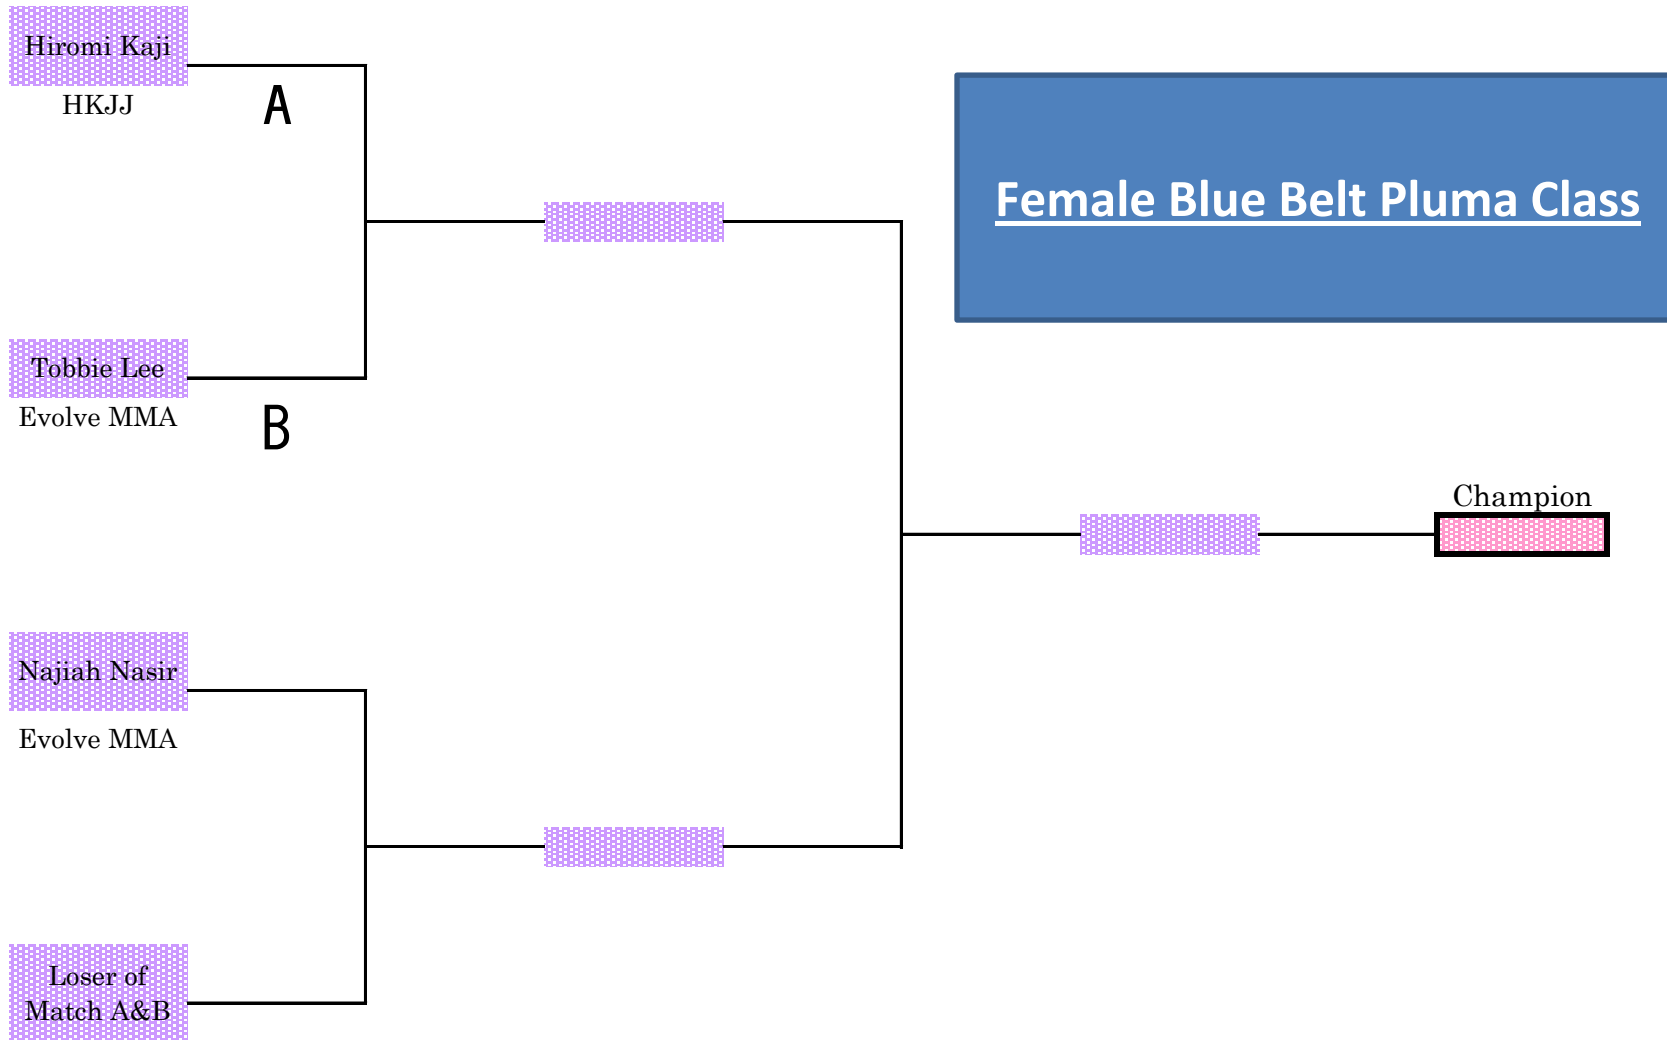 Hiromi Kaji
HKJJ
A
Female Blue Belt Pluma Class
Tobbie Lee
Evolve MMA
B
Champion
Najiah Nasir
Evolve MMA
Loser of
Match A&B